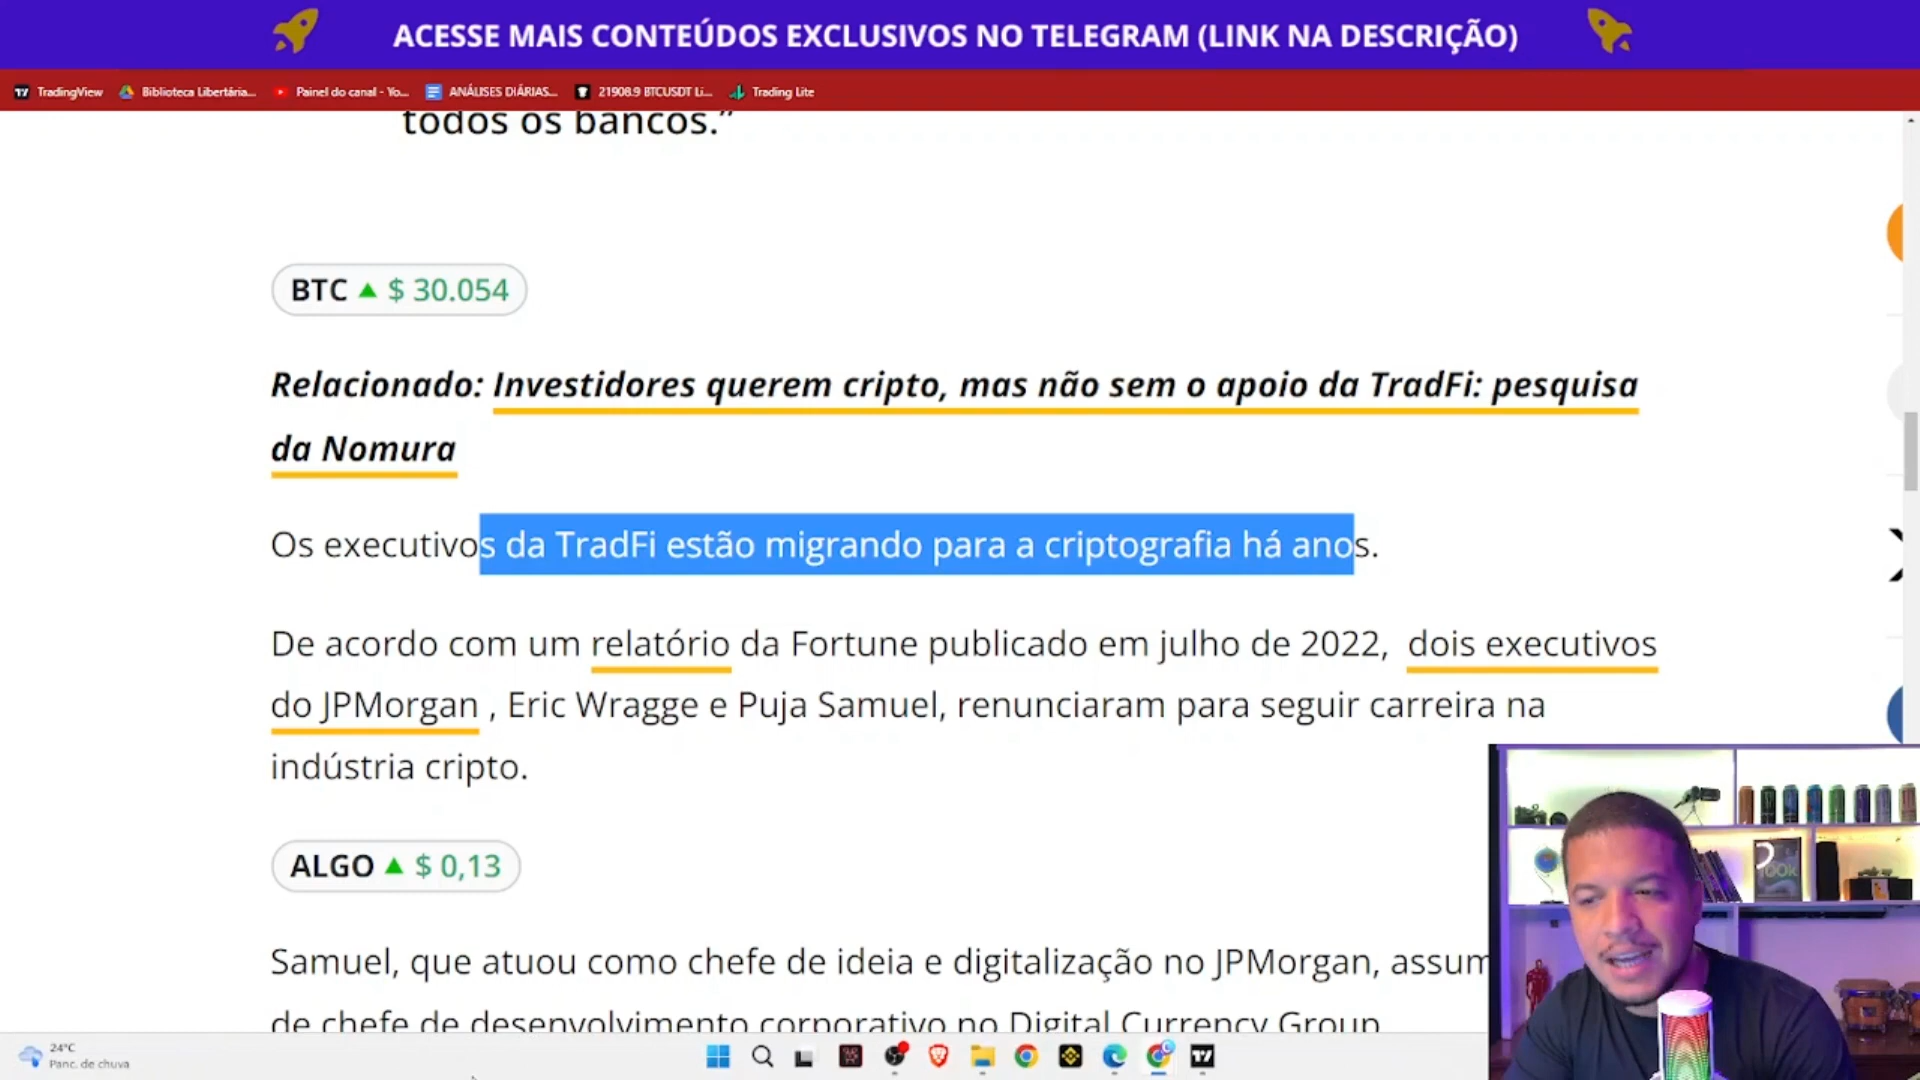 ACESSE MAIS CONTEÚDOS EXCLUSIVOS NO TELEGRAM (LINK NA DESCRIÇÃO)
TradingView Biblioteca Libertária... Painel do canal - Yo... ANÁLISES DIÁRIAS... 21908.9 BTCUSDT Li... Trading Lite
todos os bancos.”
BTC ▲ $ 30.054
Relacionado: Investidores querem cripto, mas não sem o apoio da TradFi: pesquisa
da Nomura
Os executivos da TradFi estão migrando para a criptografia há anos.
De acordo com um relatório da Fortune publicado em julho de 2022, dois executivos
do JPMorgan , Eric Wragge e Puja Samuel, renunciaram para seguir carreira na
indústria cripto.
ALGO ▲ $ 0,13
Samuel, que atuou como chefe de ideia e digitalização no JPMorgan, assum
de chefe de desenvolvimento corporativo no Digital Currency Group
100k
24°C
Panc. de chuva